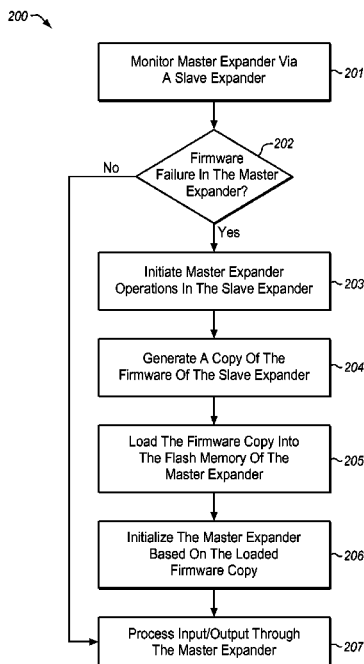 200
Monitor Master Expander Via
A Slave Expander
201
202
Firmware
Failure In The Master
Expander?
No
Yes
Initiate Master Expander
Operations In The Slave Expander
203
Generate A Copy Of The
Firmware Of The Slave Expander
204
Load The Firmware Copy Into
The Flash Memory Of The
Master Expander
205
Initialize The Master Expander
Based On The Loaded
Firmware Copy
206
Process Input/Output Through
The Master Expander
207